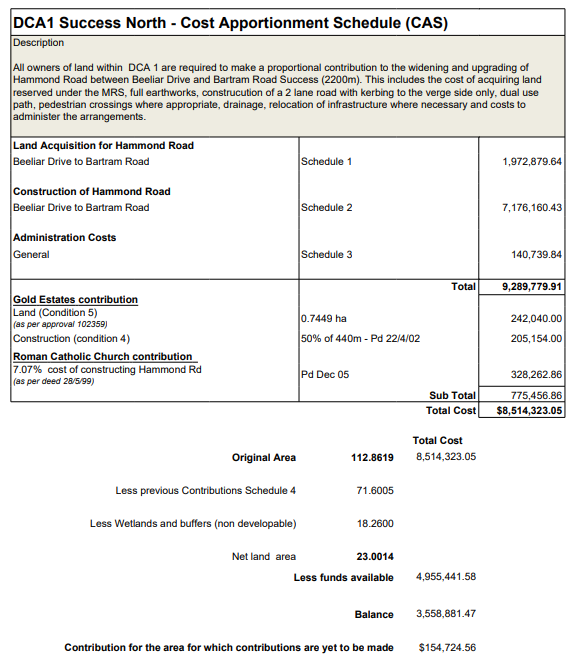 DCA1 Success North - Cost Apportionment Schedule (CAS)
Description
All owners of land within DCA 1 are required to make a proportional contribution to the widening and upgrading of
Hammond Road between Beeliar Drive and Bartram Road Success (2200m). This includes the cost of acquiring land
reserved under the MRS, full earthworks, construcution of a 2 lane road with kerbing to the verge side only, dual use
path, pedestrian crossings where appropriate, drainage, relocation of infrastructure where necessary and costs to
administer the arrangements.
Land Acquisition for Hammond Road
Beeliar Drive to Bartram Road Schedule 1 1,972,879.64
Construction of Hammond Road
Beeliar Drive to Bartram Road Schedule 2 7,176,160.43
Administration Costs
General Schedule 3 140,739.84
Total 9,289,779.91
Gold Estates contribution
Land (Condition 5)
(as per approval 102359) 0.7449 ha 242,040.00
Construction (condition 4) 50% of 440m - Pd 22/4/02 205,154.00
Roman Catholic Church contribution
7.07% cost of constructing Hammond Rd Pd Dec 05 328,262.86
(as per deed 28/5/99)
Sub Total 775,456.86
Total Cost $8,514,323.05
Total Cost
Original Area 112.8619 8,514,323.05
Less previous Contributions Schedule 4 71.6005
Less Wetlands and buffers (non developable) 18.2600
Net land area 23.0014
Less funds available 4,955,441.58
Balance 3,558,881.47
Contribution for the area for which contributions are yet to be made $154,724.56